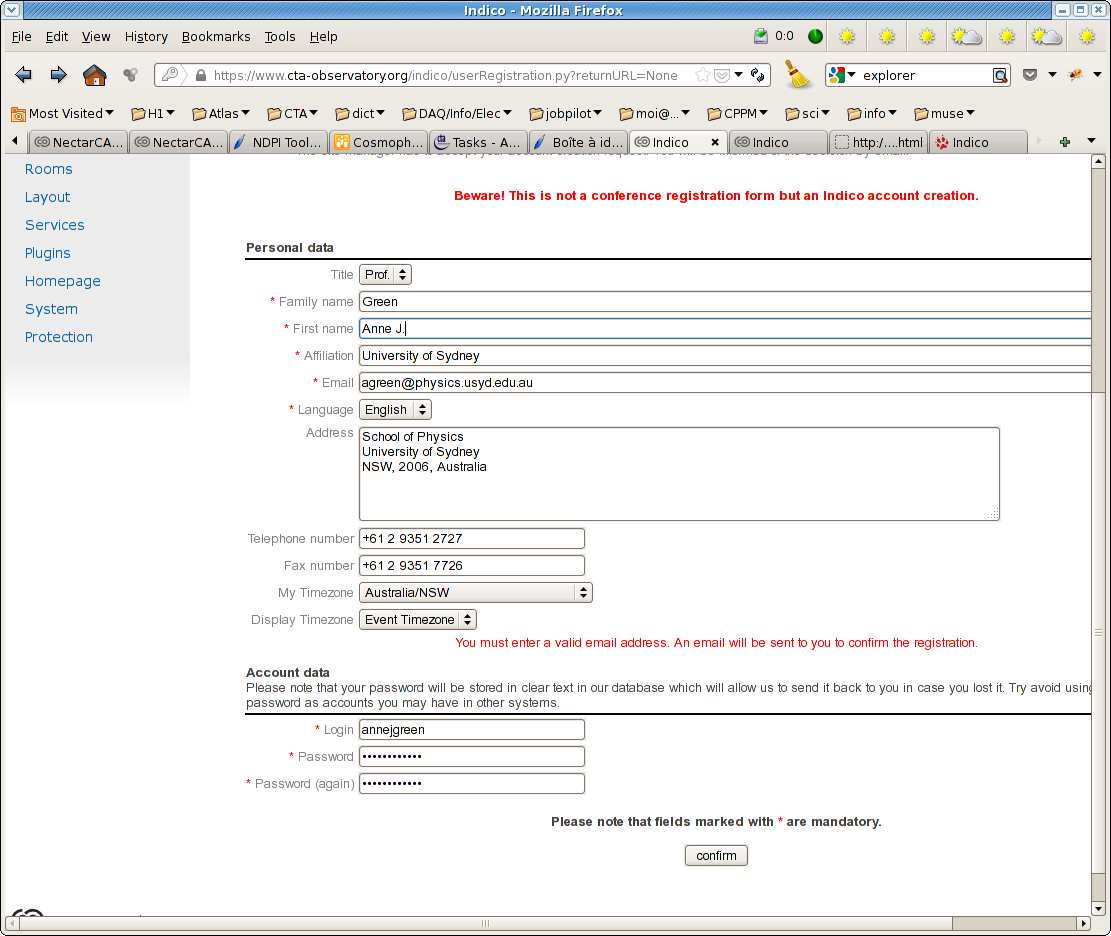 Indico - Mozilla Firefox
File Edit View History Bookmarks Tools Help 0:0
https://www.cta-observatory.org/indico/userRegistration.py?returnURL=None explorer
Most Visited H1 Atlas CTA dict DAQ/Info/Elec jobpilot moi@... CPPM sci info muse
NectarCA... NectarCA... NDPI Tool... Cosmoph... Tasks - A... Boîte à id... Indico Indico http:/....html Indico
Rooms
Layout
Services
Plugins
Homepage
System
Protection
Beware! This is not a conference registration form but an Indico account creation.
Personal data
Title Prof.
* Family name Green
* First name Anne J.
* Affiliation University of Sydney
* Email agreen@physics.usyd.edu.au
* Language English
Address School of Physics
University of Sydney
NSW, 2006, Australia
Telephone number +61 2 9351 2727
Fax number +61 2 9351 7726
My Timezone Australia/NSW
Display Timezone Event Timezone
You must enter a valid email address. An email will be sent to you to confirm the registration.
Account data
Please note that your password will be stored in clear text in our database which will allow us to send it back to you in case you lost it. Try avoid using
password as accounts you may have in other systems.
* Login annejgreen
* Password ••••••••••••
* Password (again) ••••••••••••
Please note that fields marked with * are mandatory.
confirm